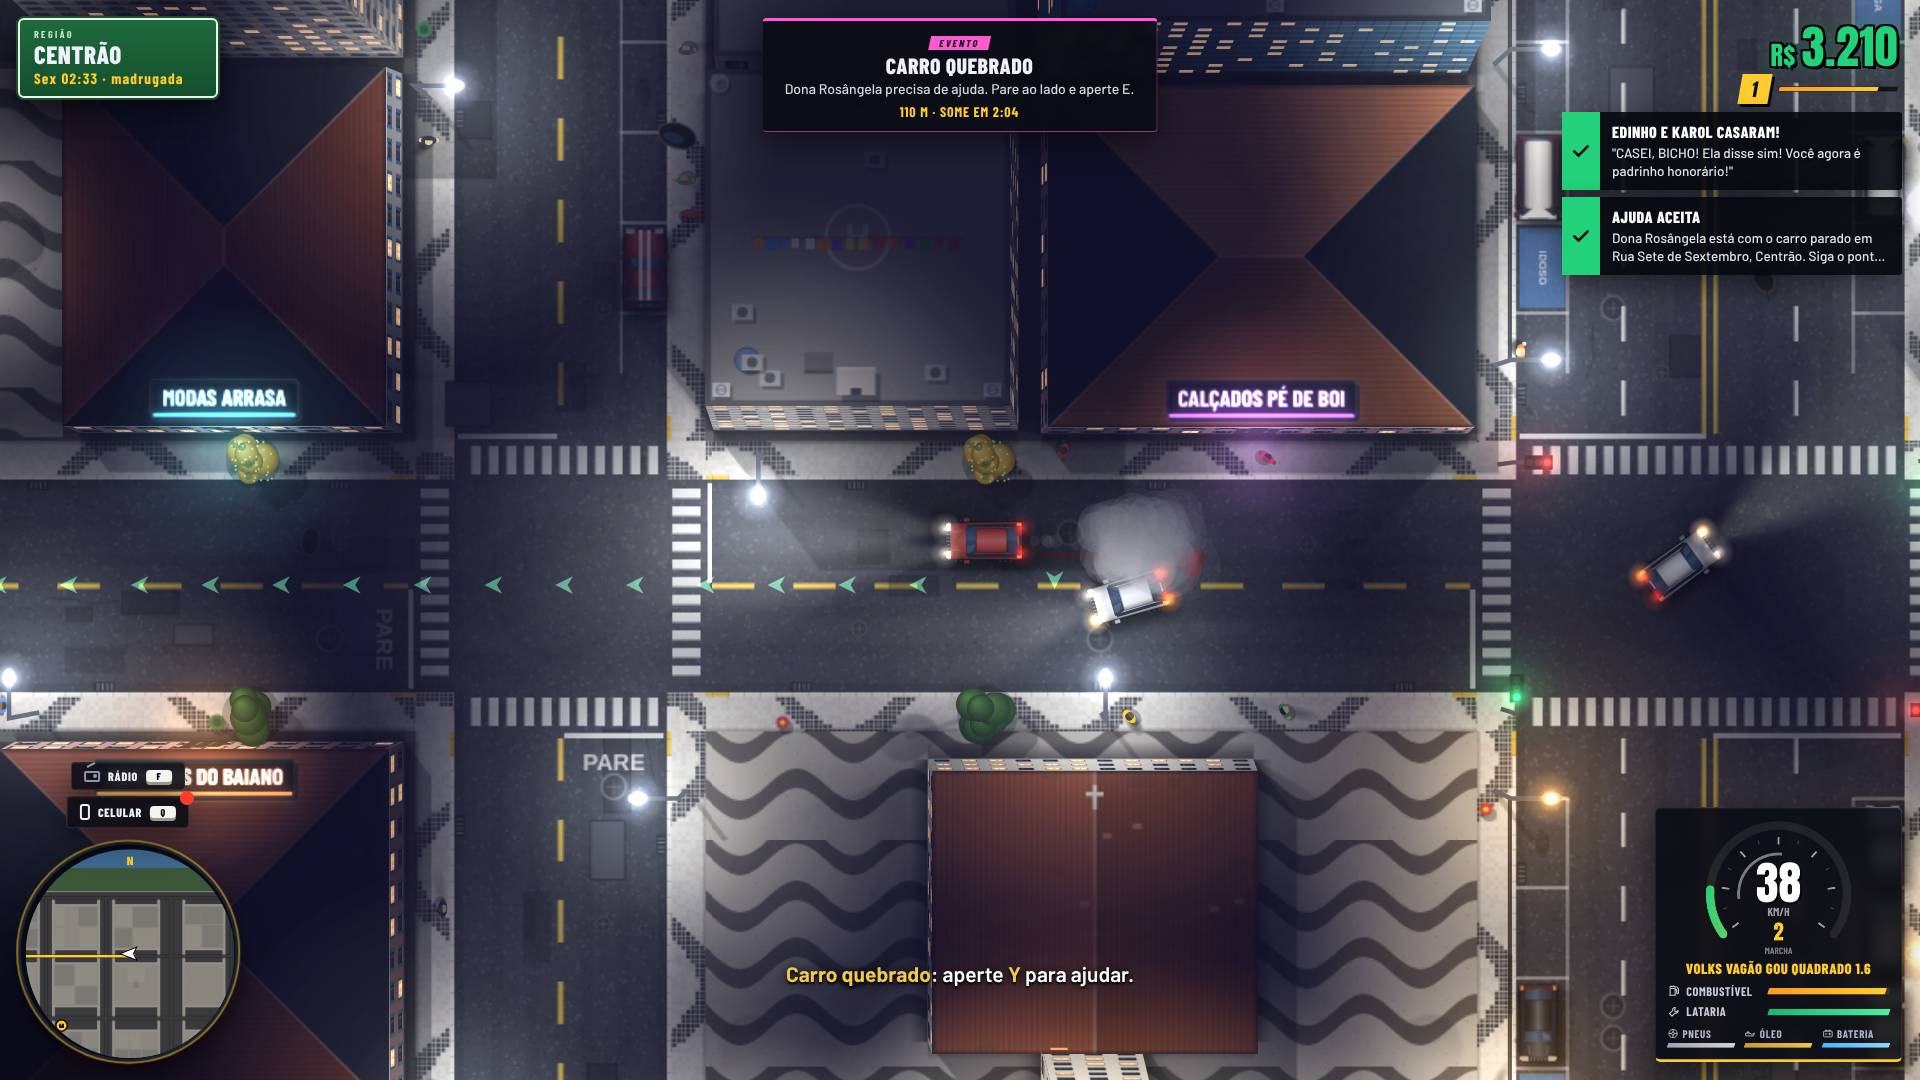 REGIÃO
CENTRÃO
Sex 02:33 · madrugada
EVENTO
CARRO QUEBRADO
Dona Rosângela precisa de ajuda. Pare ao lado e aperte E.
110 M · SOME EM 2:04
R$ 3.210
1
EDINHO E KAROL CASARAM!
"CASEI, BICHO! Ela disse sim! Você agora é
padrinho honorário!"
AJUDA ACEITA
Dona Rosângela está com o carro parado em
Rua Sete de Sextembro, Centrão. Siga o pont...
IDOSO
H
MODAS ARRASA
CALÇADOS PÉ DE BOI
PARE
PARE
S DO BAIANO
RÁDIO F
CELULAR Q
N
Carro quebrado: aperte Y para ajudar.
38
KM/H
2
MARCHA
VOLKS VAGÃO GOU QUADRADO 1.6
COMBUSTÍVEL
LATARIA
PNEUS ÓLEO BATERIA